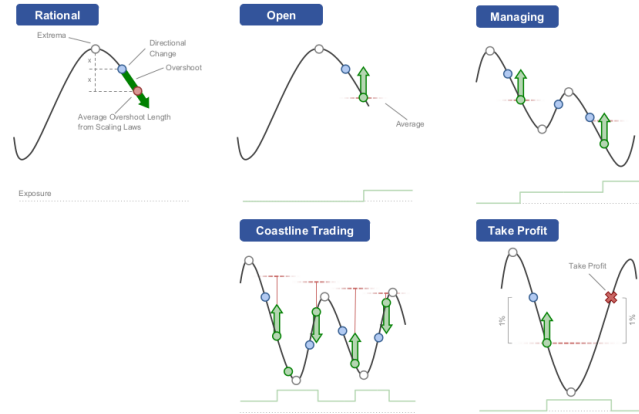 Rational
Extrema
Directional
Change
Overshoot
x
x
Average Overshoot Length
from Scaling Laws
Exposure
Open
Average
Managing
Coastline Trading
Take Profit
Take Profit
1%
1%